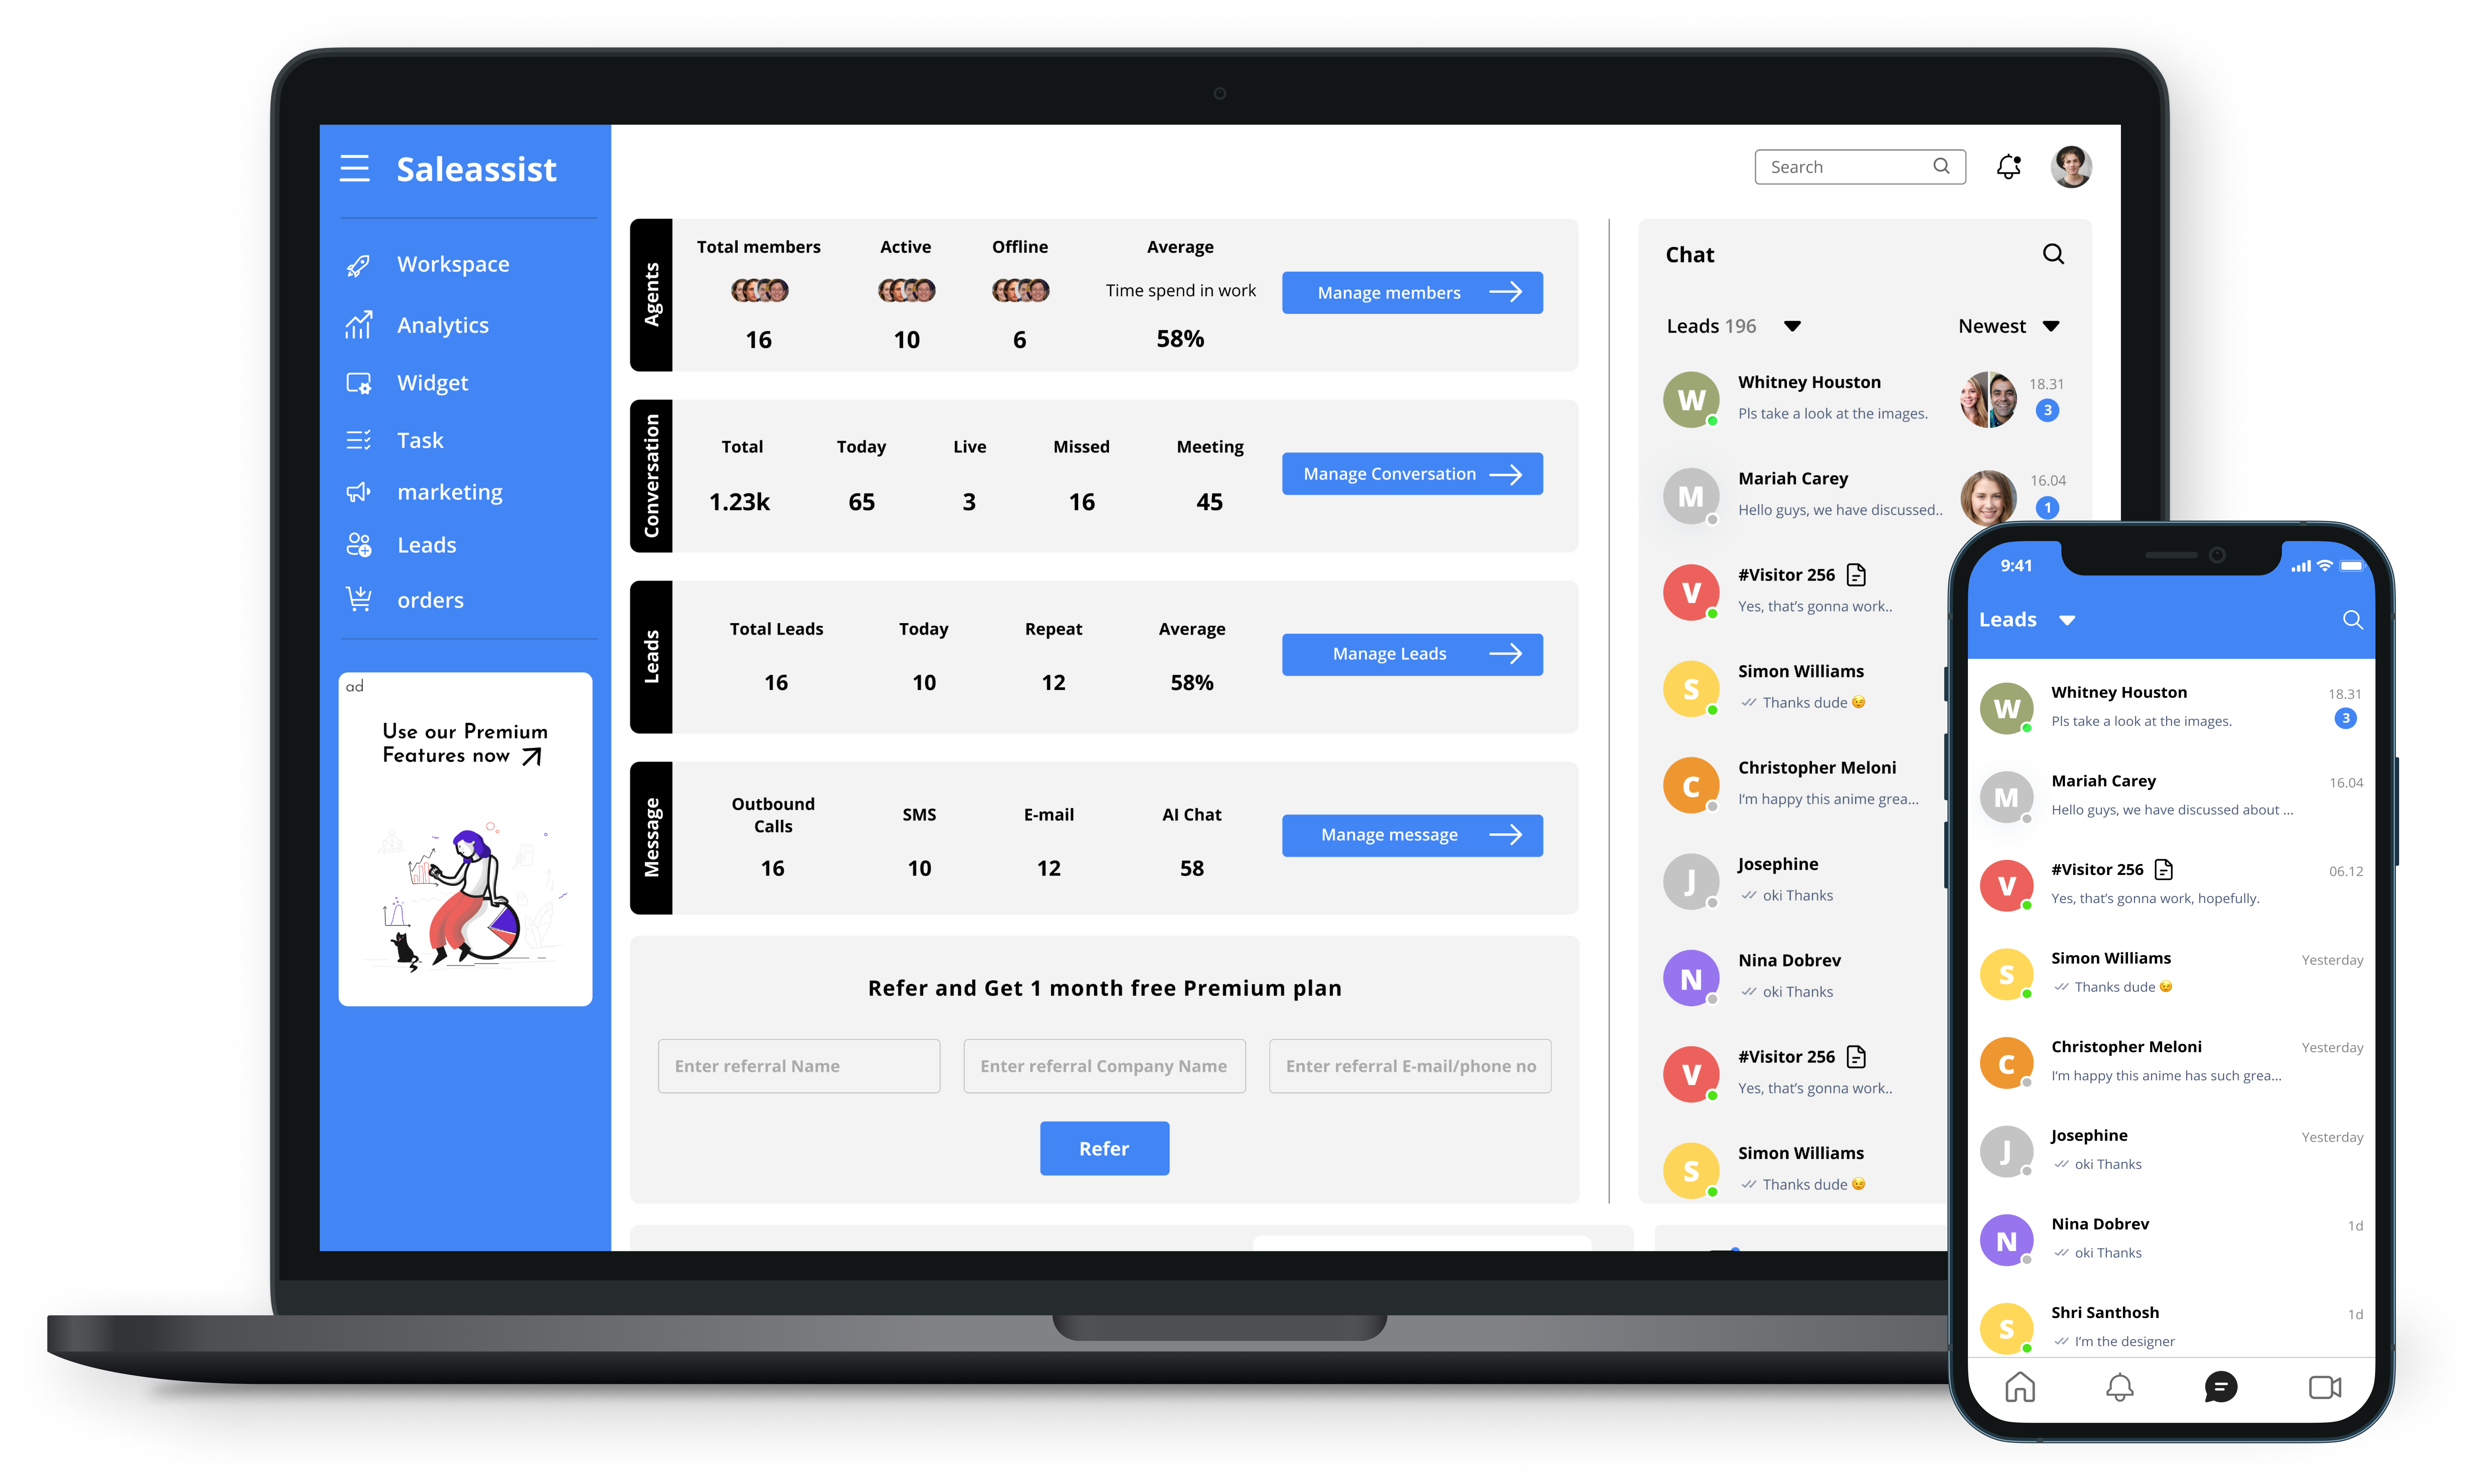 Saleassist
Workspace
Analytics
Widget
Task
marketing
Leads
orders
ad
Use our Premium
Features now
Search
Agents
Total members
Active
Offline
Average
Time spend in work
16
10
6
58%
Manage members
Conversation
Total
Today
Live
Missed
Meeting
1.23k
65
3
16
45
Manage Conversation
Leads
Total Leads
Today
Repeat
Average
16
10
12
58%
Manage Leads
Message
Outbound
Calls
SMS
E-mail
AI Chat
16
10
12
58
Manage message
Refer and Get 1 month free Premium plan
Enter referral Name
Enter referral Company Name
Enter referral E-mail/phone no
Refer
Chat
Leads 196
Newest
W
Whitney Houston
18.31
Pls take a look at the images.
3
M
Mariah Carey
16.04
Hello guys, we have discussed..
1
V
#Visitor 256
Yes, that's gonna work..
S
Simon Williams
Thanks dude 😉
C
Christopher Meloni
I'm happy this anime grea...
J
Josephine
oki Thanks
N
Nina Dobrev
oki Thanks
V
#Visitor 256
Yes, that's gonna work..
S
Simon Williams
Thanks dude 😉
9:41
Leads
W
Whitney Houston
18.31
Pls take a look at the images.
3
M
Mariah Carey
16.04
Hello guys, we have discussed about ...
V
#Visitor 256
06.12
Yes, that's gonna work, hopefully.
S
Simon Williams
Yesterday
Thanks dude 😉
C
Christopher Meloni
Yesterday
I'm happy this anime has such grea...
J
Josephine
Yesterday
oki Thanks
N
Nina Dobrev
1d
oki Thanks
S
Shri Santhosh
1d
I'm the designer